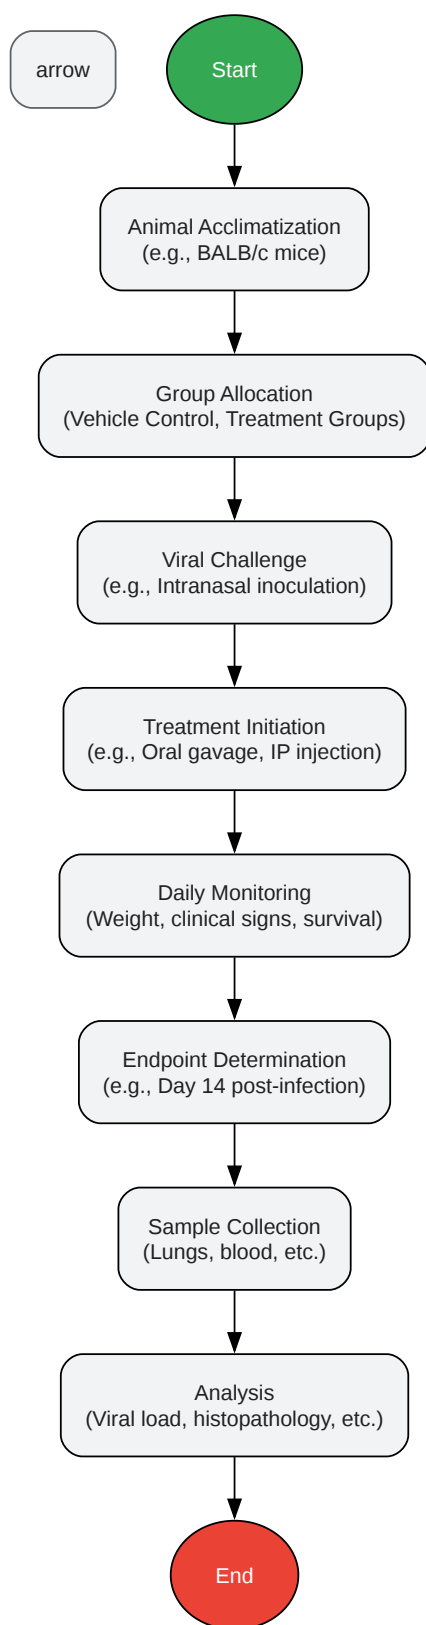 arrow
Start
Animal Acclimatization
(e.g., BALB/c mice)
Group Allocation
(Vehicle Control, Treatment Groups)
Viral Challenge
(e.g., Intranasal inoculation)
Treatment Initiation
(e.g., Oral gavage, IP injection)
Daily Monitoring
(Weight, clinical signs, survival)
Endpoint Determination
(e.g., Day 14 post-infection)
Sample Collection
(Lungs, blood, etc.)
Analysis
(Viral load, histopathology, etc.)
End